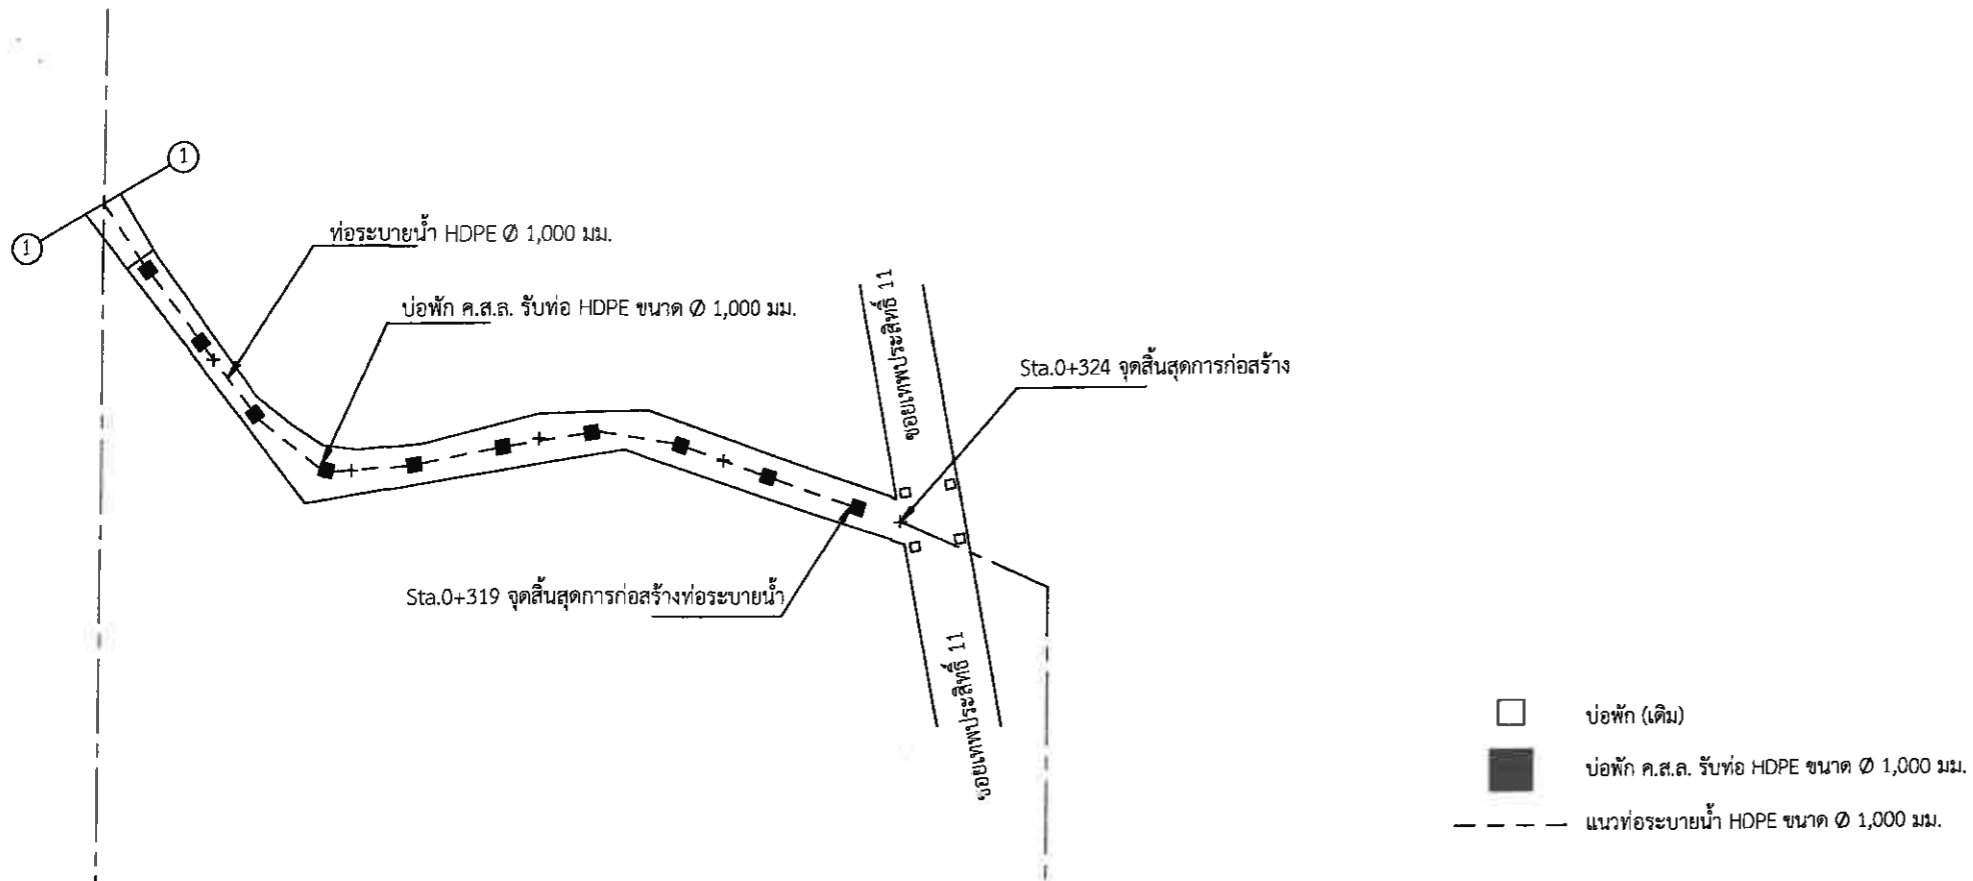 1
1
ท่อระบายน้ำ HDPE Ø 1,000 มม.
บ่อพัก ค.ส.ล. รับท่อ HDPE ขนาด Ø 1,000 มม.
ซอยเทพประสิทธิ์ 11
Sta.0+324 จุดสิ้นสุดการก่อสร้าง
Sta.0+319 จุดสิ้นสุดการก่อสร้างท่อระบายน้ำ
ซอยเทพประสิทธิ์ 11
บ่อพัก (เดิม)
บ่อพัก ค.ส.ล. รับท่อ HDPE ขนาด Ø 1,000 มม.
แนวท่อระบายน้ำ HDPE ขนาด Ø 1,000 มม.